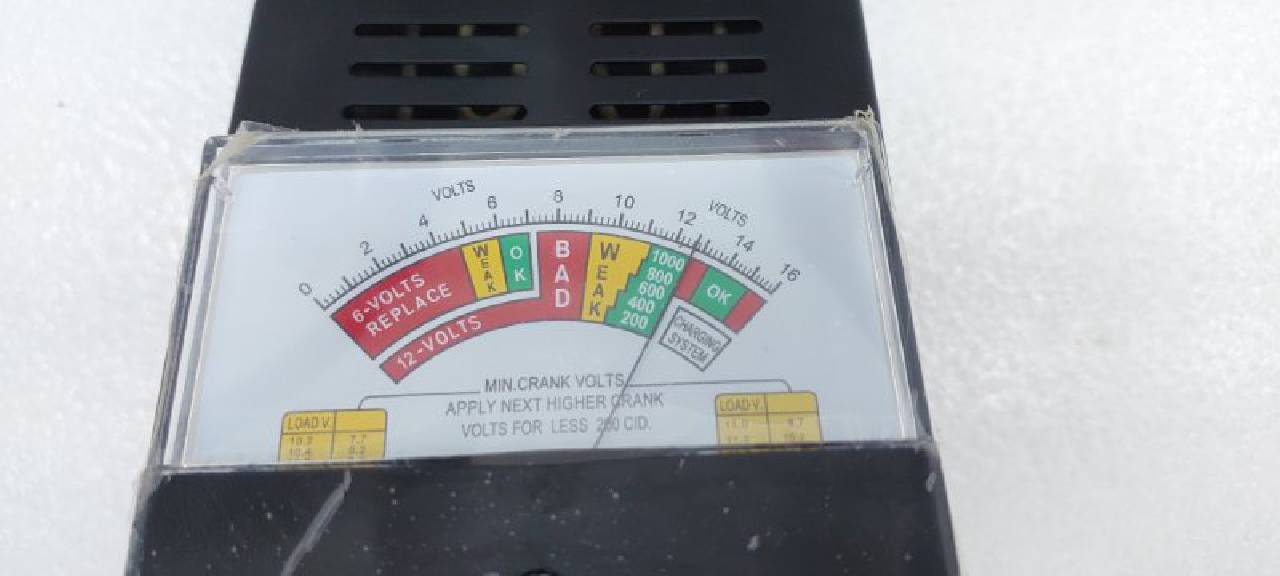 VOLTS
VOLTS
0 2 4 6 8 10 12 14 16
6-VOLTS
REPLACE
WEAK
OK
12-VOLTS
BAD
WEAK
1000
800
600
400
200
OK
CHARGING
SYSTEM
MIN.CRANK VOLTS
APPLY NEXT HIGHER CRANK
VOLTS FOR LESS 200 CID.
LOAD V.
LOAD V.